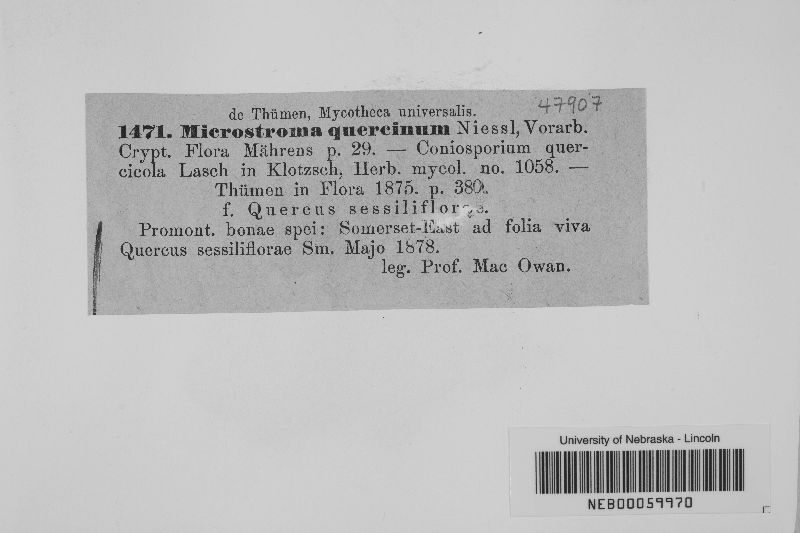 47907
de Thümen, Mycotheca universalis.
1471. Microstroma quercinum Niessl, Vorarb.
Crypt. Flora Mährens p. 29. — Coniosporium quer-
cicola Lasch in Klotzsch, Herb. mycol. no. 1058. —
Thümen in Flora 1875. p. 380.
f. Quercus sessiliflorae.
Promont. bonae spei: Somerset-East ad folia viva
Quercus sessiliflorae Sm. Majo 1878.
leg. Prof. Mac Owan.
University of Nebraska - Lincoln
NEB00059970